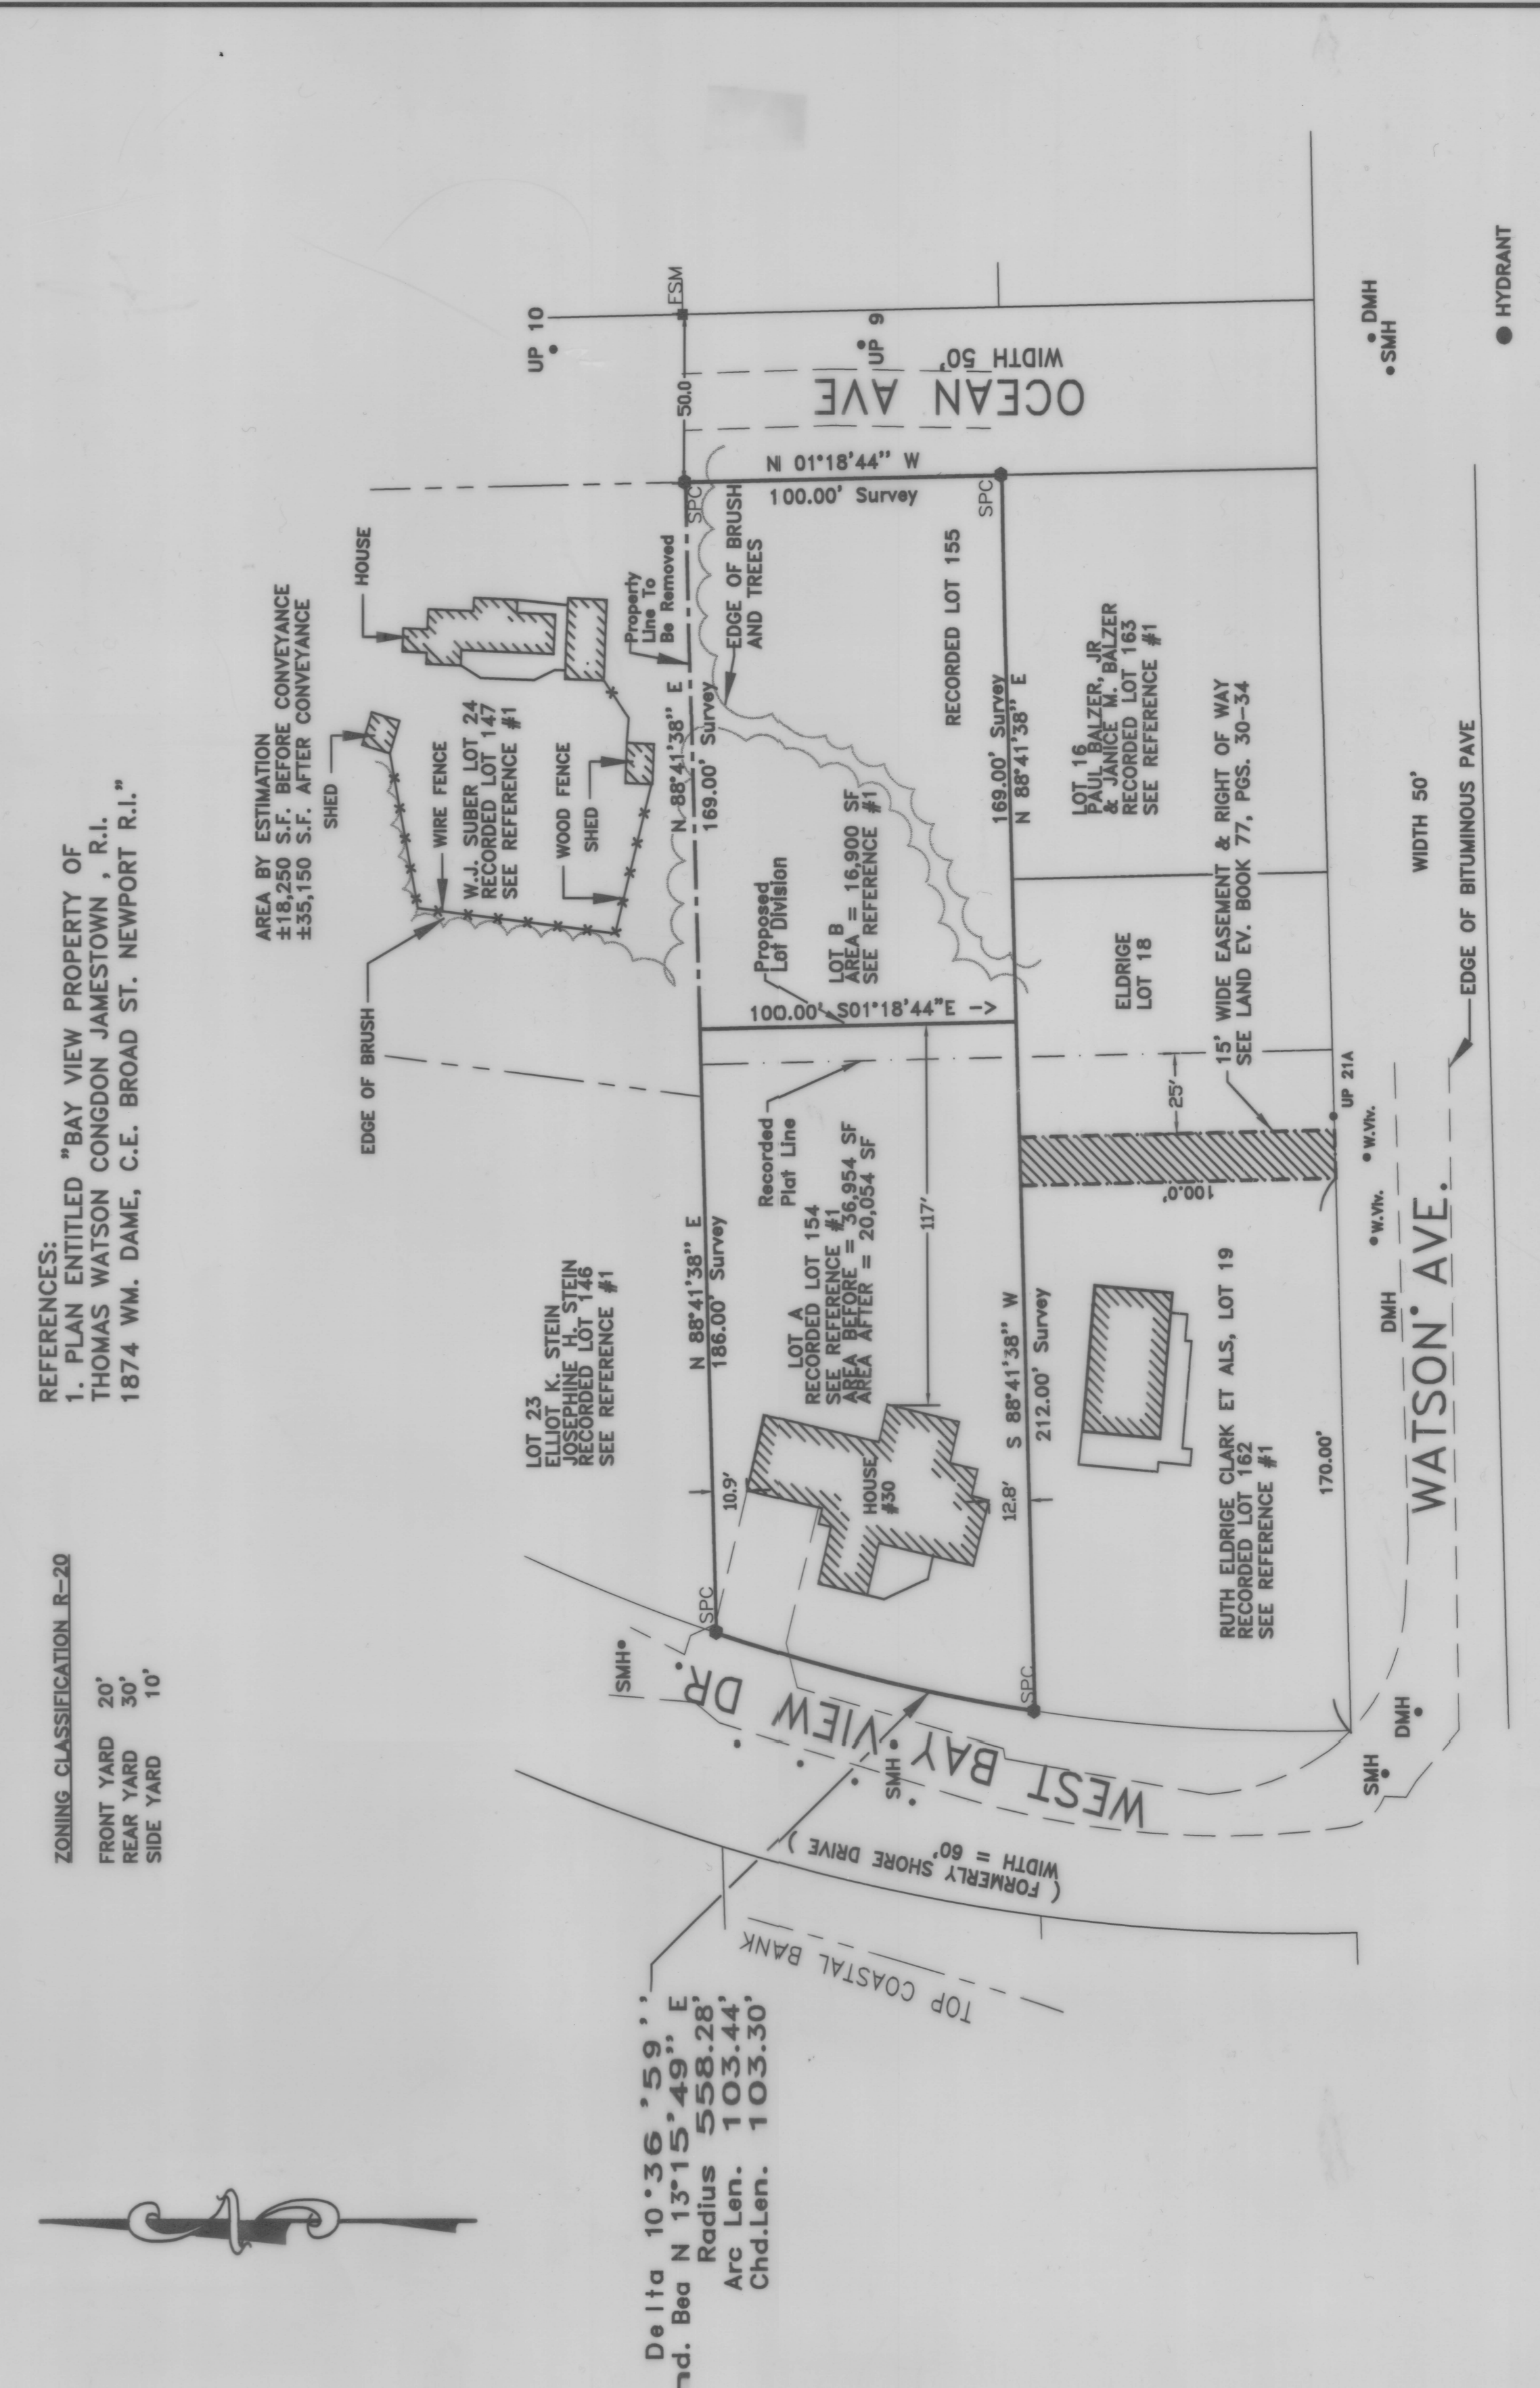 REFERENCES:
1. PLAN ENTITLED "BAY VIEW PROPERTY OF
THOMAS WATSON CONGDON JAMESTOWN , R.I.
1874 WM. DAME, C.E. BROAD ST. NEWPORT R.I."
ZONING CLASSIFICATION R-20
FRONT YARD 20'
REAR YARD 30'
SIDE YARD 10'
AREA BY ESTIMATION
±18,250 S.F. BEFORE CONVEYANCE
±35,150 S.F. AFTER CONVEYANCE
SHED
HOUSE
EDGE OF BRUSH
WIRE FENCE
W.J. SUBER LOT 24
RECORDED LOT 147
SEE REFERENCE #1
WOOD FENCE
SHED
Property
Line To
Be Removed
UP 10
FSM
50.0
SPC
UP 9
WIDTH 50'
OCEAN AVE
N 01°18'44" W
100.00' Survey
SPC
EDGE OF BRUSH
AND TREES
N 88°41'38" E
169.00' Survey
RECORDED LOT 155
169.00' Survey
N 88°41'38" E
Proposed
Lot Division
LOT B
AREA = 16,900 SF
SEE REFERENCE #1
100.00' S01°18'44"E ->
LOT 16
PAUL BALZER, JR
& JANICE M. BALZER
RECORDED LOT 163
SEE REFERENCE #1
ELDRIGE
LOT 18
15' WIDE EASEMENT & RIGHT OF WAY
SEE LAND EV. BOOK 77, PGS. 30-34
25'
100.0'
UP 21A
W.Vlv.
W.Vlv.
WIDTH 50'
EDGE OF BITUMINOUS PAVE
DMH
SMH
HYDRANT
LOT 23
ELLIOT K. STEIN
JOSEPHINE H. STEIN
RECORDED LOT 146
SEE REFERENCE #1
N 88°41'38" E
186.00' Survey
Recorded
Plat Line
LOT A
RECORDED LOT 154
SEE REFERENCE #1
AREA BEFORE = 36,954 SF
AREA AFTER = 20,054 SF
117'
10.9'
HOUSE
#30
12.8'
S 88°41'38" W
212.00' Survey
RUTH ELDRIGE CLARK ET ALS, LOT 19
RECORDED LOT 162
SEE REFERENCE #1
170.00'
DMH
WATSON AVE.
SPC
SMH
SPC
SMH
DMH
SMH
WEST BAY VIEW DR.
( FORMERLY SHORE DRIVE )
WIDTH = 60'
TOP COASTAL BANK
Delta 10°36 '59''
nd. Bea N 13°15'49" E
Radius 558.28'
Arc Len. 103.44'
Chd.Len. 103.30'